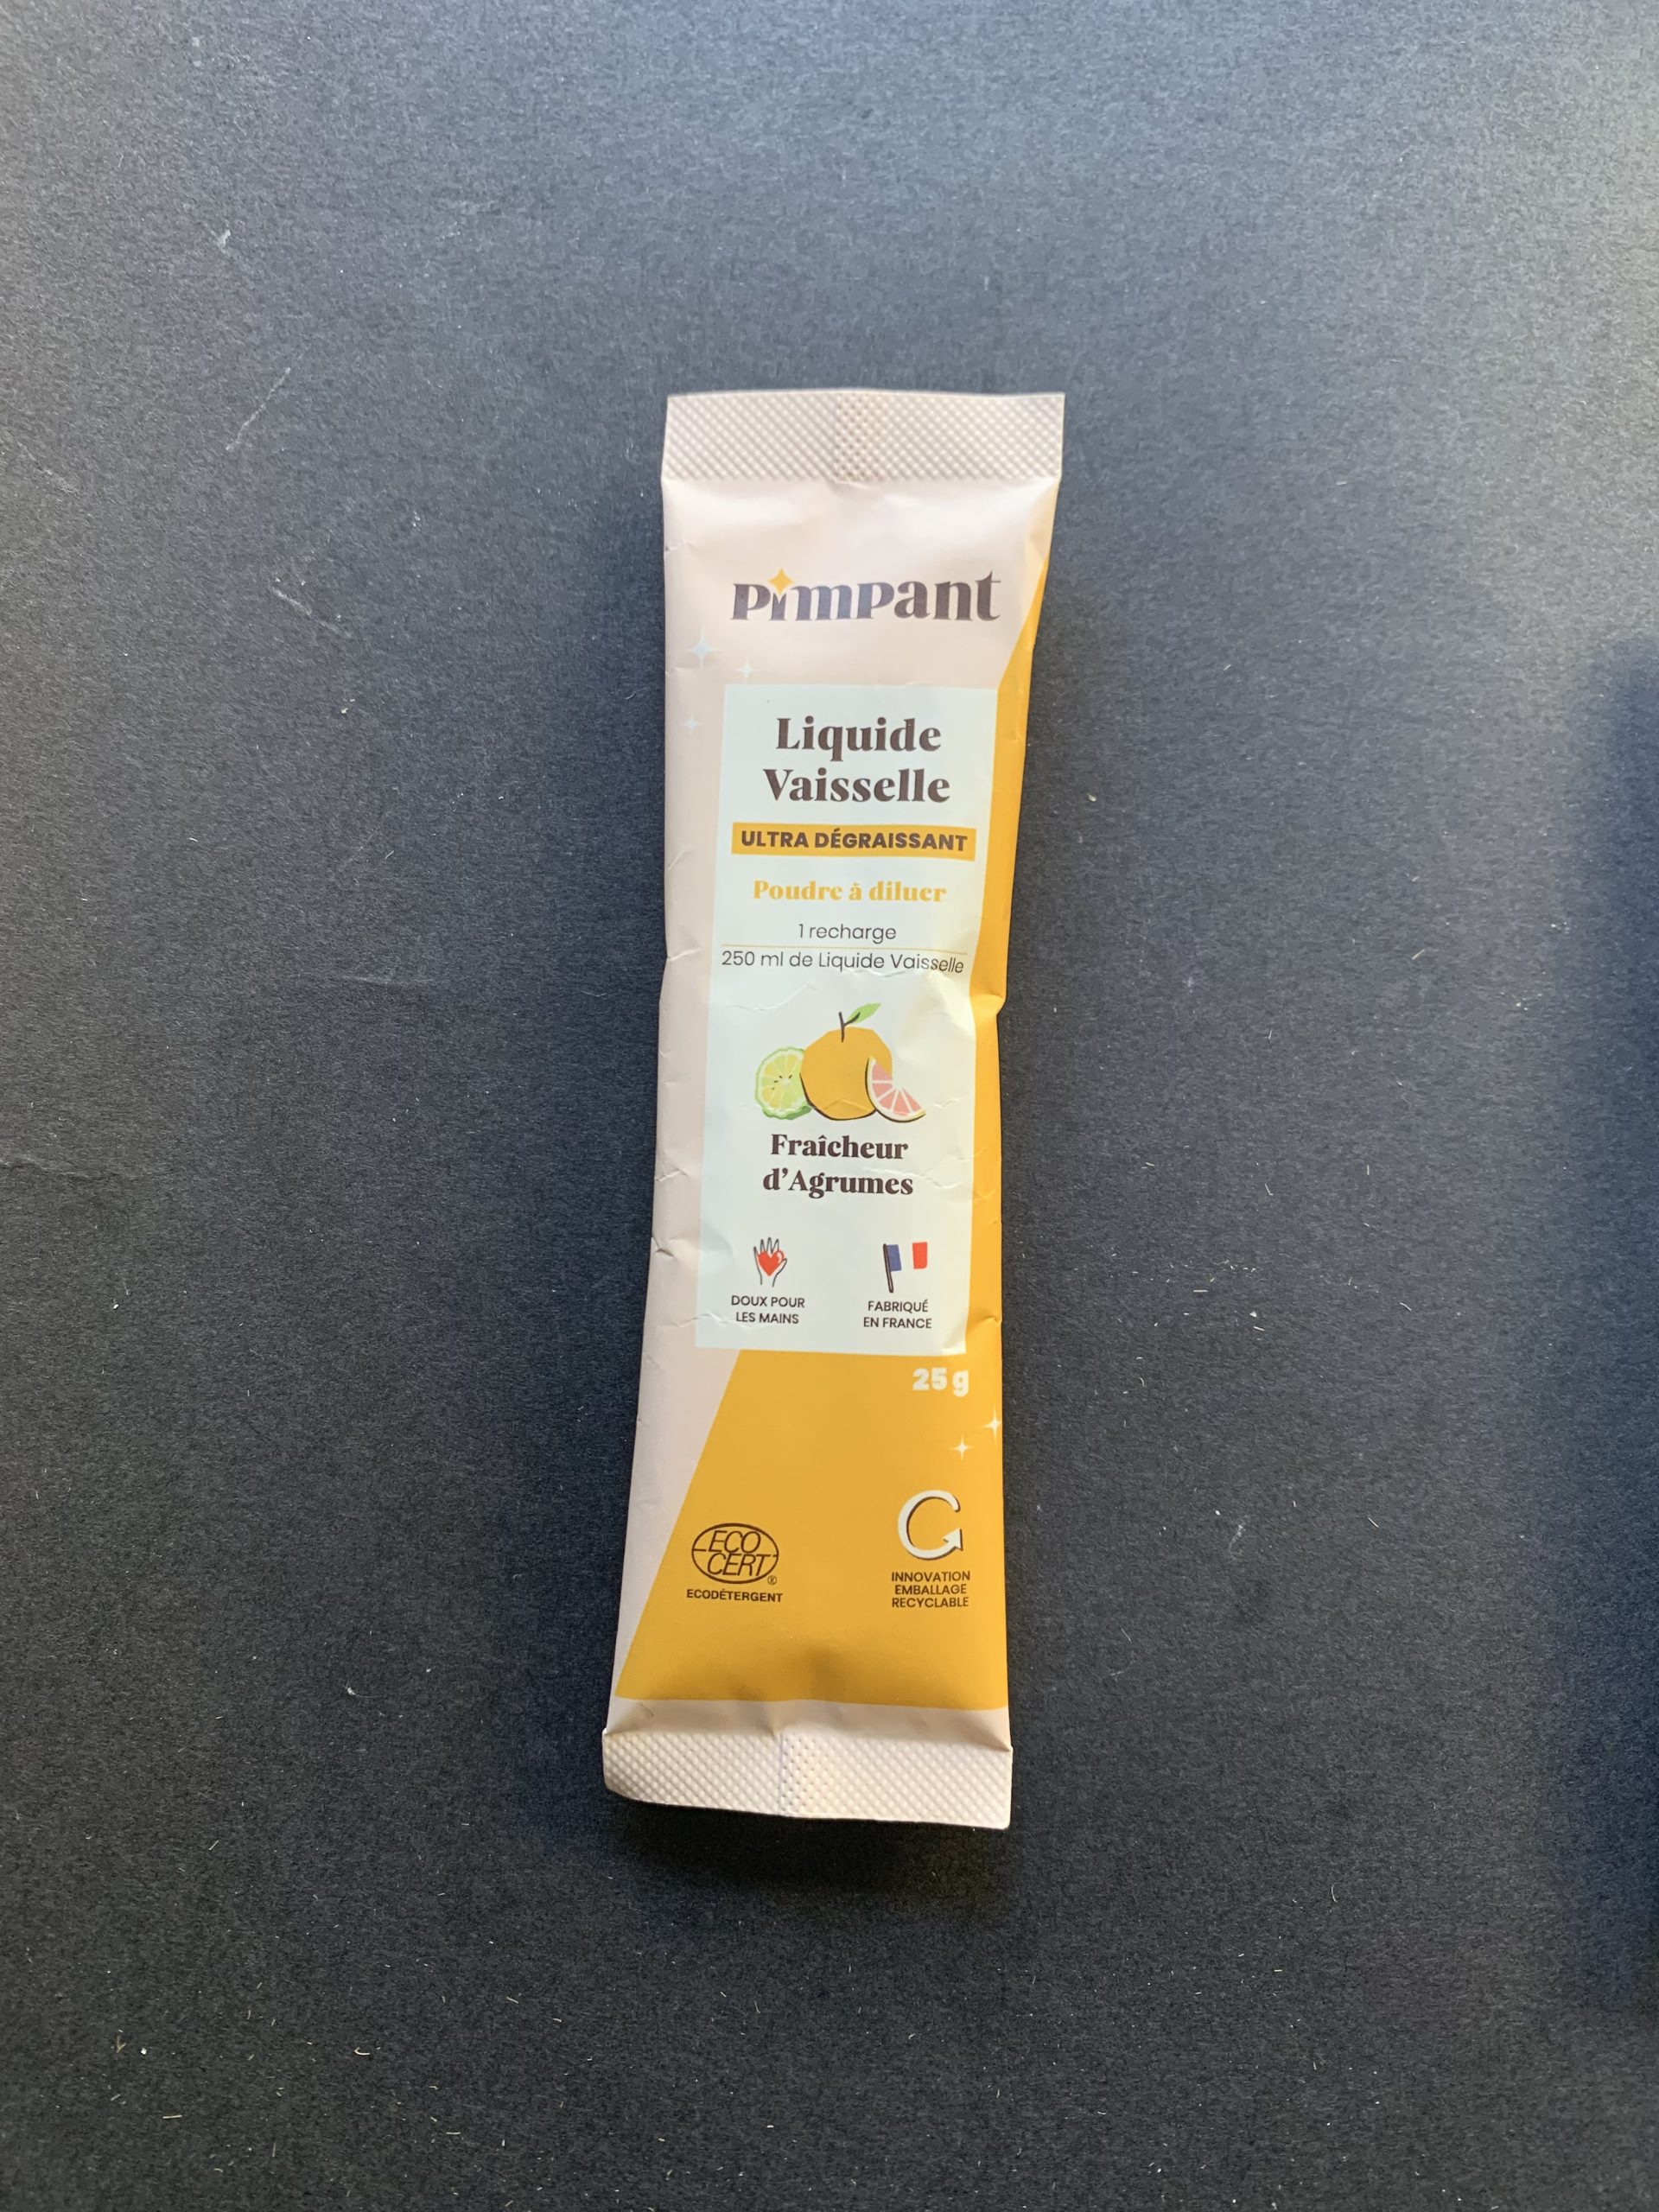 Pimpant
Liquide
Vaisselle
ULTRA DÉGRAISSANT
Poudre à diluer
1 recharge
250 ml de Liquide Vaisselle
Fraîcheur
d'Agrumes
DOUX POUR
LES MAINS
FABRIQUÉ
EN FRANCE
25 g
ECO
CERT®
ECODÉTERGENT
INNOVATION
EMBALLAGE
RECYCLABLE